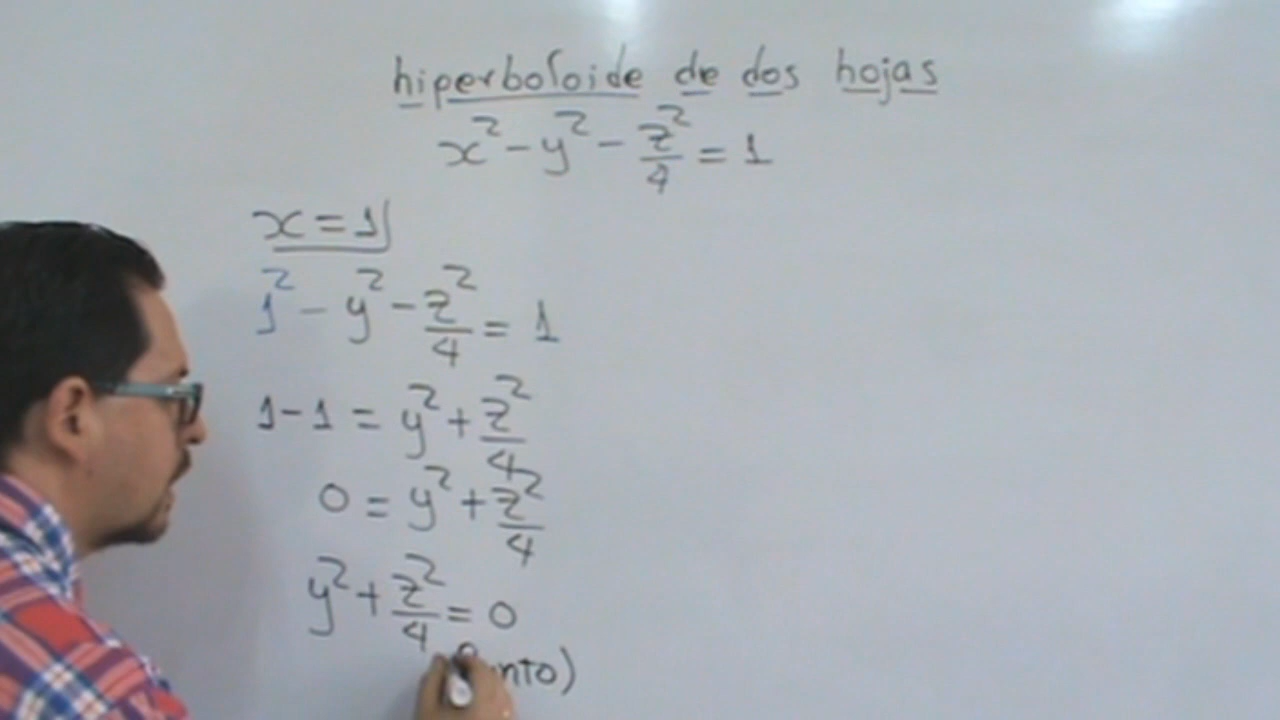 hiperboloide de dos hojas
x² - y² - z²/4 = 1
x = 1
1² - y² - z²/4 = 1
1 - 1 = y² + z²/4
0 = y² + z²/4
y² + z²/4 = 0